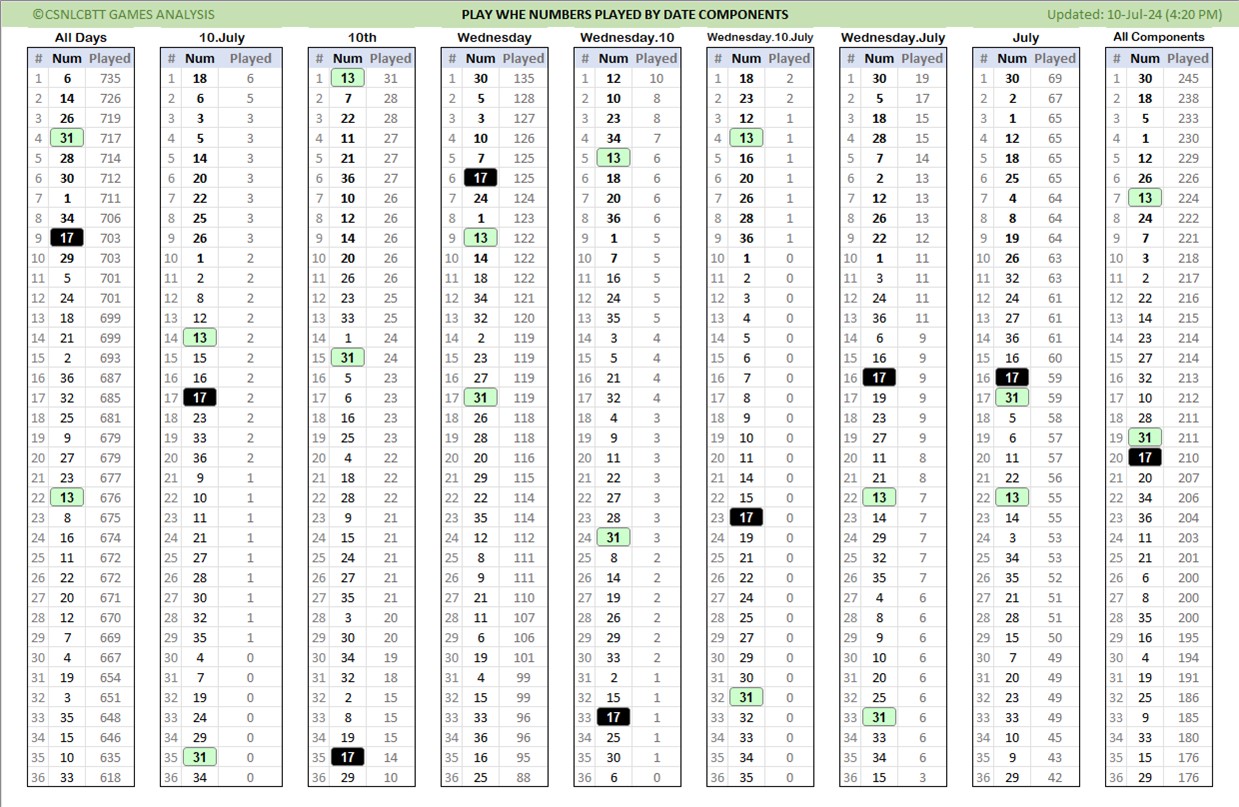 ©CSNLCBTT GAMES ANALYSIS PLAY WHE NUMBERS PLAYED BY DATE COMPONENTS Updated: 10-Jul-24 (4:20 PM)
All Days 10.July 10th Wednesday Wednesday.10 Wednesday.10.July Wednesday.July July All Components
# Num Played # Num Played # Num Played # Num Played # Num Played # Num Played # Num Played # Num Played # Num Played
1 6 735 1 18 6 1 13 31 1 30 135 1 12 10 1 18 2 1 30 19 1 30 69 1 30 245
2 14 726 2 6 5 2 7 28 2 5 128 2 10 8 2 23 2 2 5 17 2 2 67 2 18 238
3 26 719 3 3 3 3 22 28 3 3 127 3 23 8 3 12 1 3 18 15 3 1 65 3 5 233
4 31 717 4 5 3 4 11 27 4 10 126 4 34 7 4 13 1 4 28 15 4 12 65 4 1 230
5 28 714 5 14 3 5 21 27 5 7 125 5 13 6 5 16 1 5 7 14 5 18 65 5 12 229
6 30 712 6 20 3 6 36 27 6 17 125 6 18 6 6 20 1 6 2 13 6 25 65 6 26 226
7 1 711 7 22 3 7 10 26 7 24 124 7 20 6 7 26 1 7 12 13 7 4 64 7 13 224
8 34 706 8 25 3 8 12 26 8 1 123 8 36 6 8 28 1 8 26 13 8 8 64 8 24 222
9 17 703 9 26 3 9 14 26 9 13 122 9 1 5 9 36 1 9 22 12 9 19 64 9 7 221
10 29 703 10 1 2 10 20 26 10 14 122 10 7 5 10 1 0 10 1 11 10 26 63 10 3 218
11 5 701 11 2 2 11 26 26 11 18 122 11 16 5 11 2 0 11 3 11 11 32 63 11 2 217
12 24 701 12 8 2 12 23 25 12 34 121 12 24 5 12 3 0 12 24 11 12 24 61 12 22 216
13 18 699 13 12 2 13 33 25 13 32 120 13 35 5 13 4 0 13 36 11 13 27 61 13 14 215
14 21 699 14 13 2 14 1 24 14 2 119 14 3 4 14 5 0 14 6 9 14 36 61 14 23 214
15 2 693 15 15 2 15 31 24 15 23 119 15 5 4 15 6 0 15 16 9 15 16 60 15 27 214
16 36 687 16 16 2 16 5 23 16 27 119 16 21 4 16 7 0 16 17 9 16 17 59 16 32 213
17 32 685 17 17 2 17 6 23 17 31 119 17 32 4 17 8 0 17 19 9 17 31 59 17 10 212
18 25 681 18 23 2 18 16 23 18 26 118 18 4 3 18 9 0 18 23 9 18 5 58 18 28 211
19 9 679 19 33 2 19 25 23 19 28 118 19 9 3 19 10 0 19 27 9 19 6 57 19 31 211
20 27 679 20 36 2 20 4 22 20 20 116 20 11 3 20 11 0 20 11 8 20 11 57 20 17 210
21 23 677 21 9 1 21 18 22 21 29 115 21 22 3 21 14 0 21 21 8 21 22 56 21 20 207
22 13 676 22 10 1 22 28 22 22 22 114 22 27 3 22 15 0 22 13 7 22 13 55 22 34 206
23 8 675 23 11 1 23 9 21 23 35 114 23 28 3 23 17 0 23 14 7 23 14 55 23 36 204
24 16 674 24 21 1 24 15 21 24 12 112 24 31 3 24 19 0 24 29 7 24 3 53 24 11 203
25 11 672 25 27 1 25 24 21 25 8 111 25 8 2 25 21 0 25 32 7 25 34 53 25 21 201
26 22 672 26 28 1 26 27 21 26 9 111 26 14 2 26 22 0 26 35 7 26 35 52 26 6 200
27 20 671 27 30 1 27 35 21 27 21 110 27 19 2 27 24 0 27 4 6 27 21 51 27 8 200
28 12 670 28 32 1 28 3 20 28 11 107 28 26 2 28 25 0 28 8 6 28 28 51 28 35 200
29 7 669 29 35 1 29 30 20 29 6 106 29 29 2 29 27 0 29 9 6 29 15 50 29 16 195
30 4 667 30 4 0 30 34 19 30 19 101 30 33 2 30 29 0 30 10 6 30 7 49 30 4 194
31 19 654 31 7 0 31 32 18 31 4 99 31 2 1 31 30 0 31 20 6 31 20 49 31 19 191
32 3 651 32 19 0 32 2 15 32 15 99 32 15 1 32 31 0 32 25 6 32 23 49 32 25 186
33 35 648 33 24 0 33 8 15 33 33 96 33 17 1 33 32 0 33 31 6 33 33 49 33 9 185
34 15 646 34 29 0 34 19 15 34 36 96 34 25 1 34 33 0 34 33 6 34 10 45 34 33 180
35 10 635 35 31 0 35 17 14 35 16 95 35 30 1 35 34 0 35 34 6 35 9 43 35 15 176
36 33 618 36 34 0 36 29 10 36 25 88 36 6 0 36 35 0 36 15 3 36 29 42 36 29 176